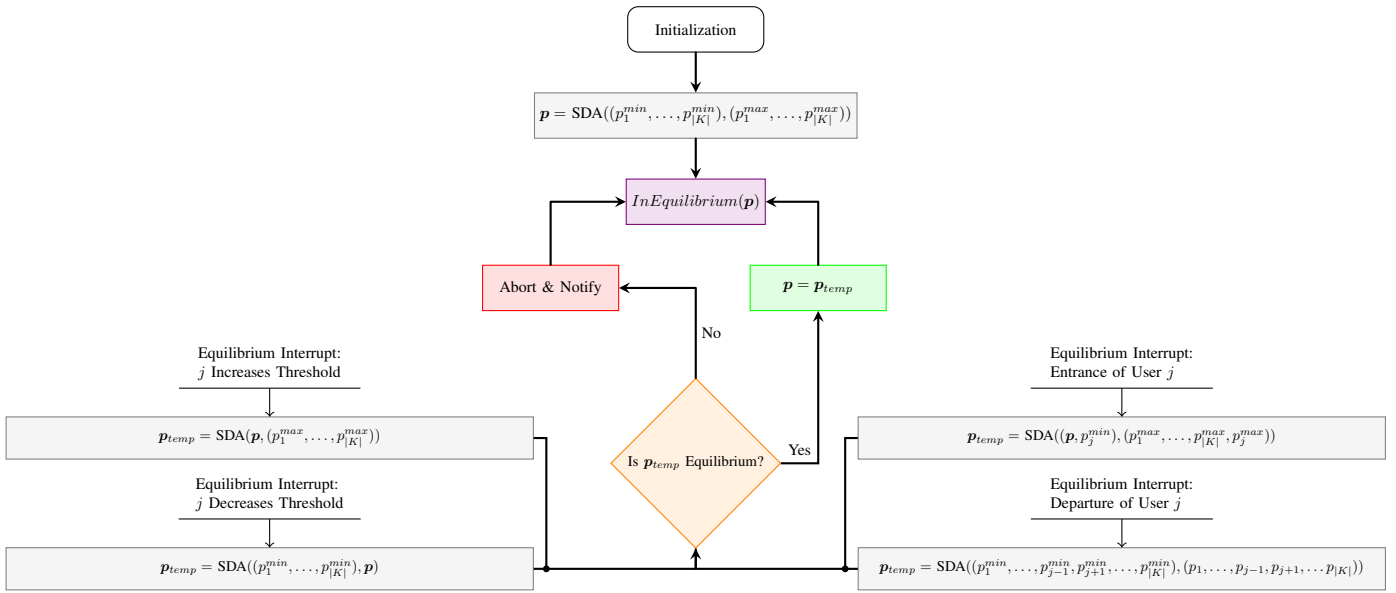 Initialization
𝒑 = SDA((p_1^{min}, …, p_{|K|}^{min}), (p_1^{max}, …, p_{|K|}^{max}))
InEquilibrium(𝒑)
Abort & Notify
𝒑 = 𝒑_{temp}
No
Equilibrium Interrupt:
j Increases Threshold
𝒑_{temp} = SDA(𝒑, (p_1^{max}, …, p_{|K|}^{max}))
Equilibrium Interrupt:
Entrance of User j
𝒑_{temp} = SDA((𝒑, p_j^{min}), (p_1^{max}, …, p_{|K|}^{max}, p_j^{max}))
Is 𝒑_{temp} Equilibrium?
Yes
Equilibrium Interrupt:
j Decreases Threshold
𝒑_{temp} = SDA((p_1^{min}, …, p_{|K|}^{min}), 𝒑)
Equilibrium Interrupt:
Departure of User j
𝒑_{temp} = SDA((p_1^{min}, …, p_{j−1}^{min}, p_{j+1}^{min}, …, p_{|K|}^{min}), (p_1, …, p_{j−1}, p_{j+1}, … p_{|K|}))